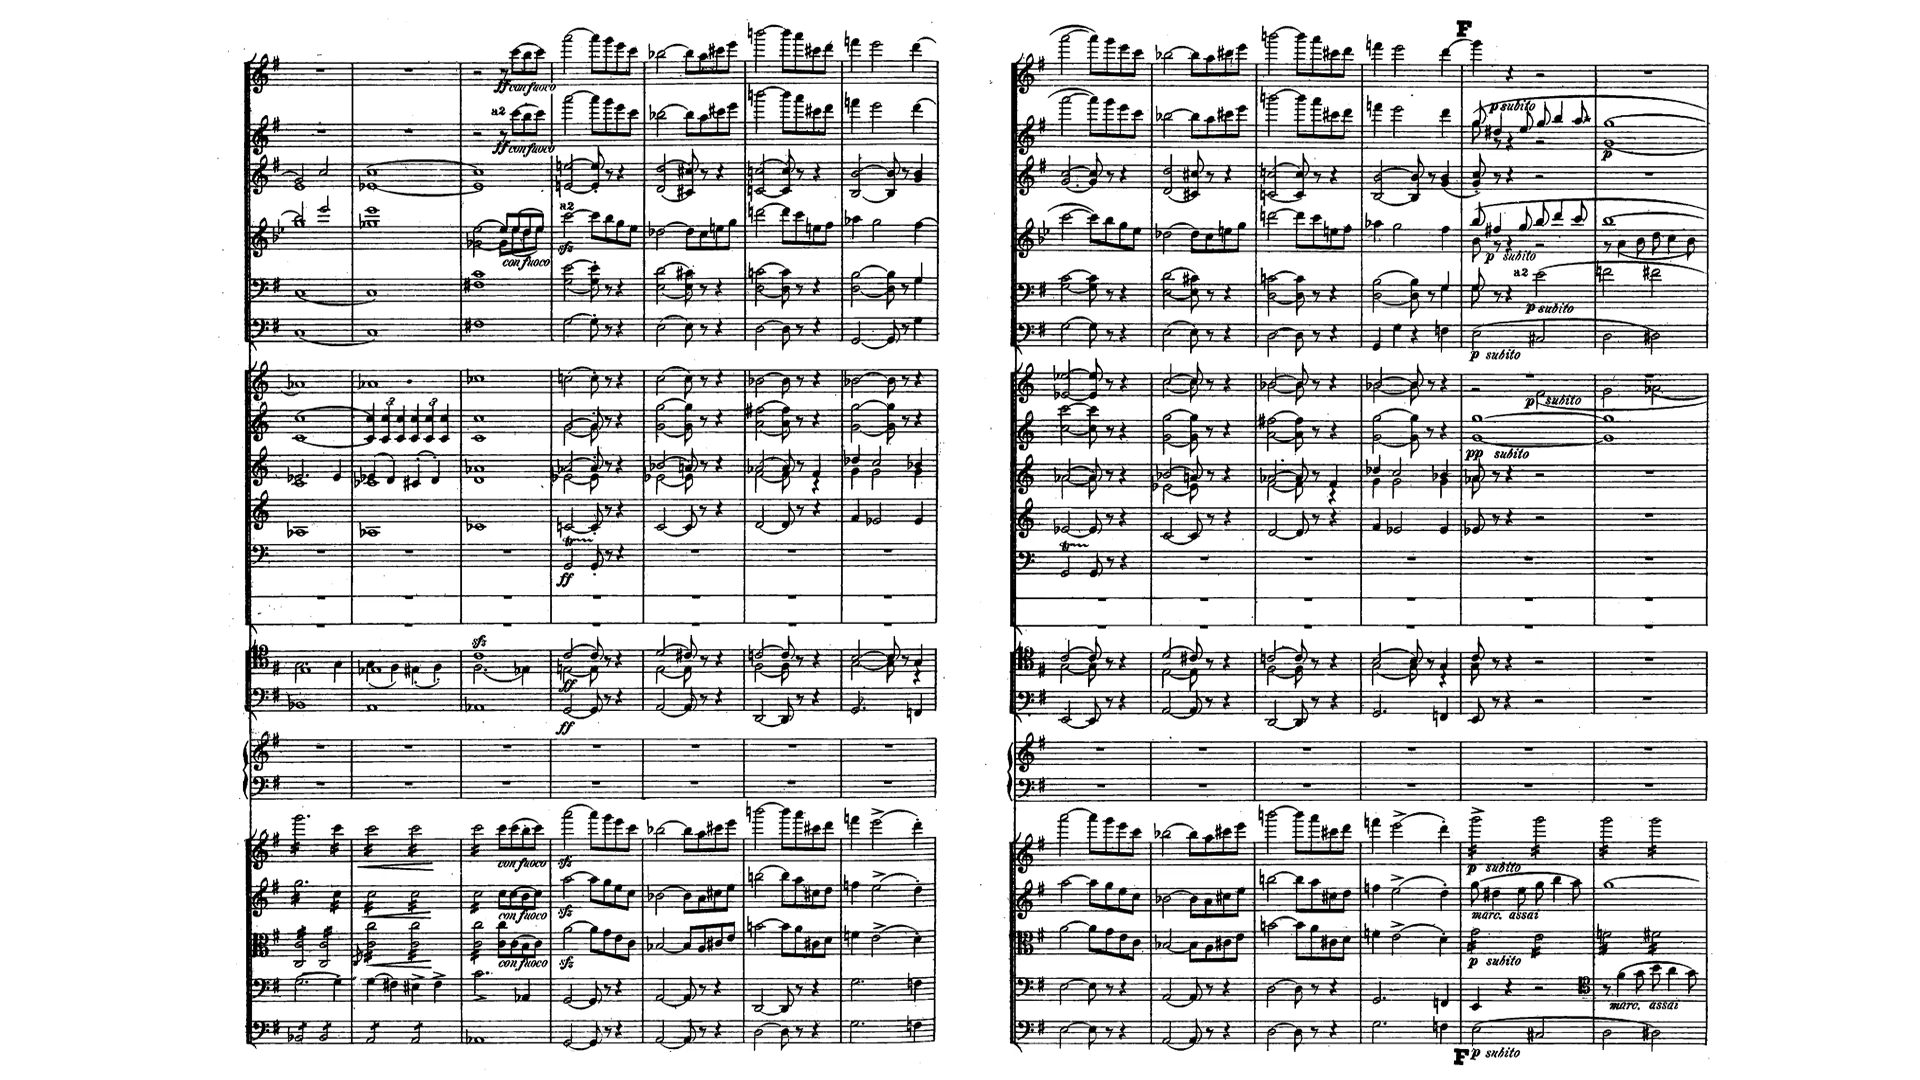 ff con fuoco
a2
ff con fuoco
a2
sfz
con fuoco
3 3
ff
sfz
ff
ff
con fuoco
sfz
con fuoco
sfz
con fuoco
sfz
F
p subito
p
p subito
a2
p subito
p subito
p subito
pp subito
p subito
marc. assai
p subito
marc. assai
F p subito